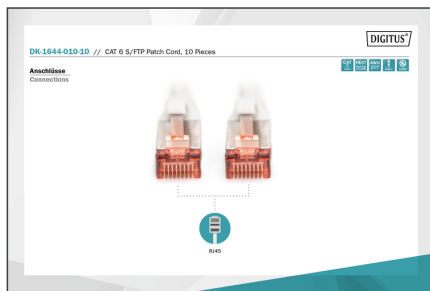 DIGITUS®
DK-1644-010-10 // CAT 6 S/FTP Patch Cord, 10 Pieces
Anschlüsse
Connections
RJ45